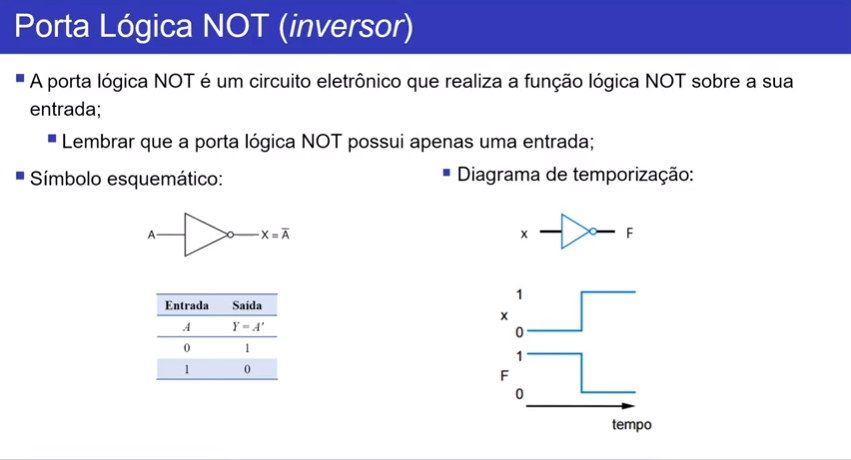 Porta Lógica NOT (inversor)
A porta lógica NOT é um circuito eletrônico que realiza a função lógica NOT sobre a sua
entrada;
Lembrar que a porta lógica NOT possui apenas uma entrada;
Símbolo esquemático:
A
X = A̅
Entrada Saída
A Y = A'
0 1
1 0
Diagrama de temporização:
x F
1
x
0
1
F
0
tempo